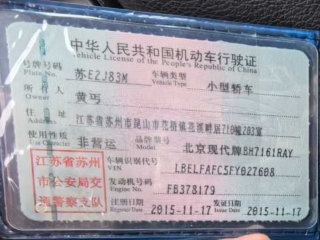 中华人民共和国机动车行驶证
Vehicle License of the People's Republic of China
号牌号码 苏E2J83M 车辆类型 小型轿车
Plate No. Vehicle Type
所有人 黄丐
Owner
住址 江苏省苏州市昆山市花桥镇
Address
使用性质 非营运 品牌型号 北京现代牌BH7161RAY
Use Character
江苏省苏州
市公安局交
通警察支队
车辆识别代号 LBELFAFC5FY027608
VIN
发动机号码 FB378179
Engine No.
注册日期 2015-11-17 发证日期 2015-11-17
Register Date Issue Date